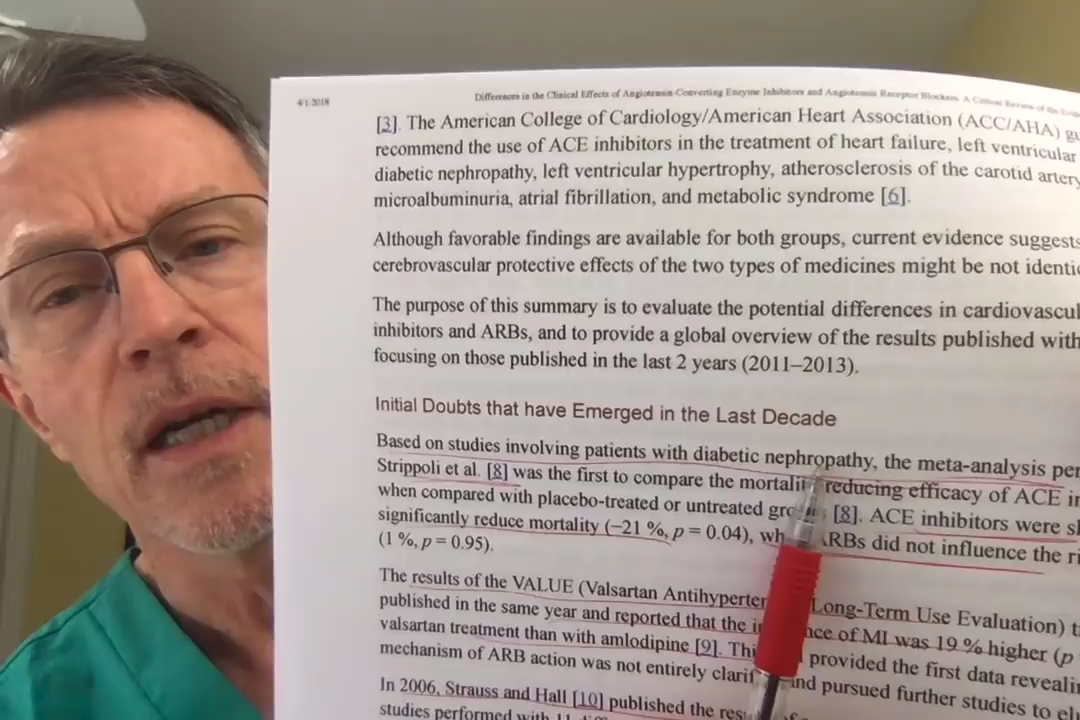 4/1/2018
Differences in the Clinical Effects of Angiotensin-Converting Enzyme Inhibitors and Angiotensin Receptor Blockers: A Critical Review of the
[3]. The American College of Cardiology/American Heart Association (ACC/AHA)
recommend the use of ACE inhibitors in the treatment of heart failure, left ventricular
diabetic nephropathy, left ventricular hypertrophy, atherosclerosis of the carotid artery
microalbuminuria, atrial fibrillation, and metabolic syndrome [6].
Although favorable findings are available for both groups, current evidence suggests
cerebrovascular protective effects of the two types of medicines might be not
The purpose of this summary is to evaluate the potential differences in
inhibitors and ARBs, and to provide a global overview of the results published with
focusing on those published in the last 2 years (2011–2013).
Initial Doubts that have Emerged in the Last Decade
Based on studies involving patients with diabetic nephropathy, the meta-analysis
Strippoli et al. [8] was the first to compare the reducing efficacy of ACE
when compared with placebo-treated or untreated [8]. ACE inhibitors were
significantly reduce mortality (−21 %, p = 0.04), ARBs did not influence the
(1 %, p = 0.95).
The results of the VALUE (Valsartan Long-Term Use Evaluation)
published in the same year and reported that the of MI was 19 % higher (p
valsartan treatment than with amlodipine [9]. provided the first data
mechanism of ARB action was not entirely and pursued further studies to
In 2006, Strauss and Hall [10] published the
studies performed with